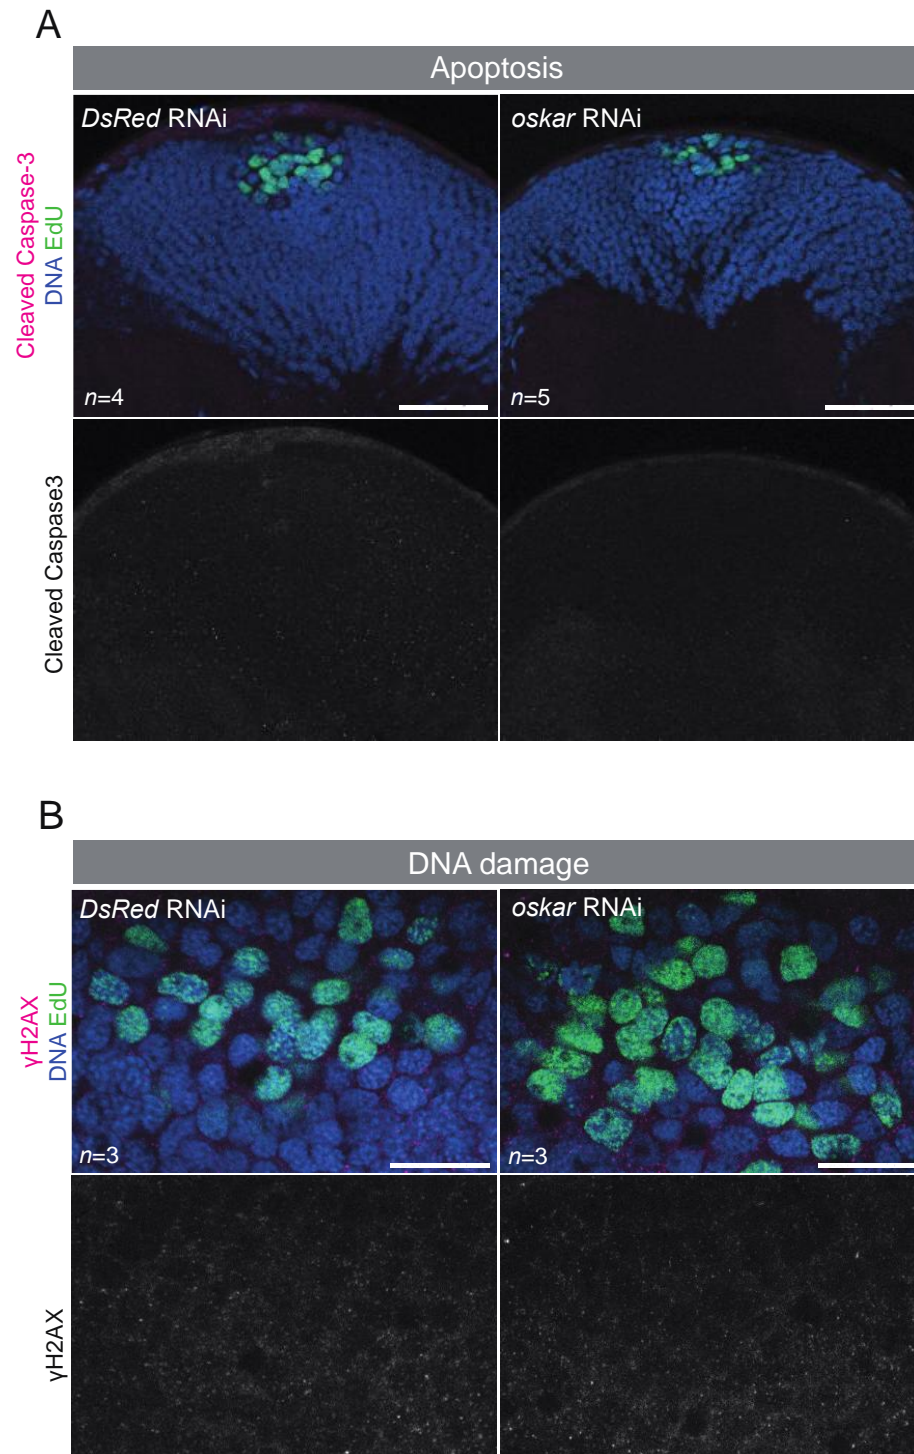 A
Apoptosis
DsRed RNAi
oskar RNAi
Cleaved Caspase-3
DNA EdU
n=4
n=5
Cleaved Caspase3
B
DNA damage
DsRed RNAi
oskar RNAi
γH2AX
DNA EdU
n=3
n=3
γH2AX